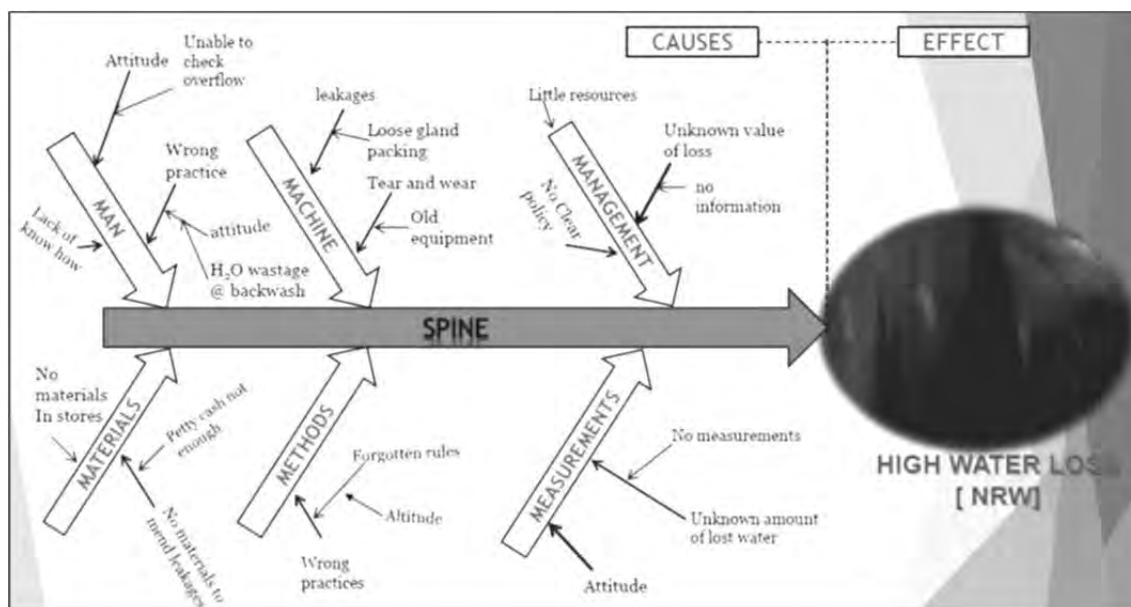 CAUSES
EFFECT
Attitude
Unable to
check
overflow
Wrong
practice
attitude
H₂O wastage
@ backwash
Lack of
know how
MAN
leakages
Loose gland
packing
Tear and wear
Old
equipment
MACHINE
Little resources
Unknown value
of loss
no
information
No Clear
policy
MANAGEMENT
SPINE
No
materials
In stores
Petty cash not
enough
No materials to
mend leakages
MATERIALS
Forgotten rules
Altitude
Wrong
practices
METHODS
No measurements
Unknown amount
of lost water
Attitude
MEASUREMENTS
HIGH WATER LOSS
[ NRW]